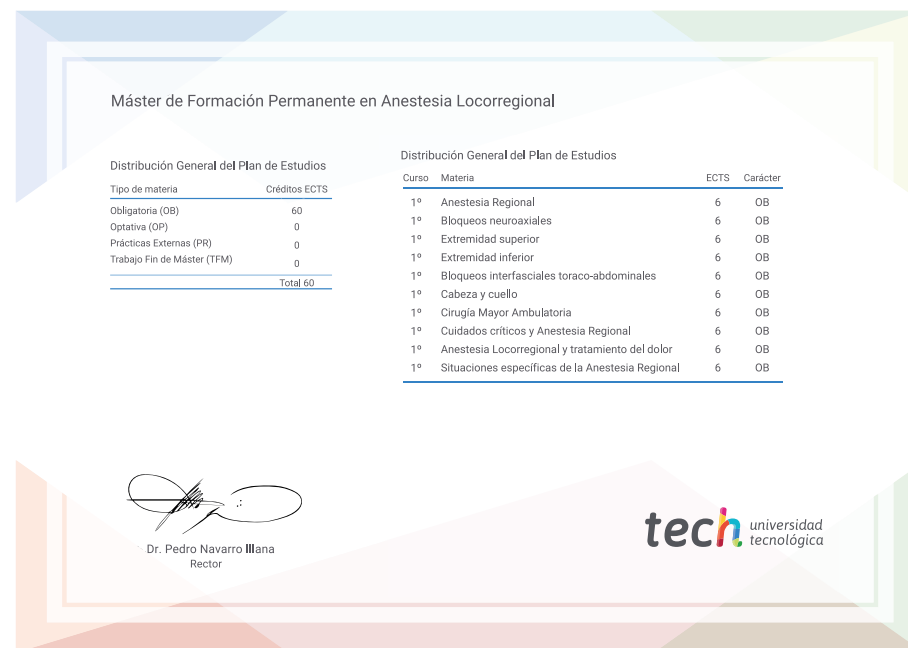 Máster de Formación Permanente en Anestesia Locorregional
Distribución General del Plan de Estudios
Tipo de materia Créditos ECTS
Obligatoria (OB) 60
Optativa (OP) 0
Prácticas Externas (PR) 0
Trabajo Fin de Máster (TFM) 0
Total 60
Distribución General del Plan de Estudios
Curso Materia ECTS Carácter
1º Anestesia Regional 6 OB
1º Bloqueos neuroaxiales 6 OB
1º Extremidad superior 6 OB
1º Extremidad inferior 6 OB
1º Bloqueos interfasciales toraco-abdominales 6 OB
1º Cabeza y cuello 6 OB
1º Cirugía Mayor Ambulatoria 6 OB
1º Cuidados críticos y Anestesia Regional 6 OB
1º Anestesia Locorregional y tratamiento del dolor 6 OB
1º Situaciones específicas de la Anestesia Regional 6 OB
Dr. Pedro Navarro Illana
Rector
tech universidad
tecnológica